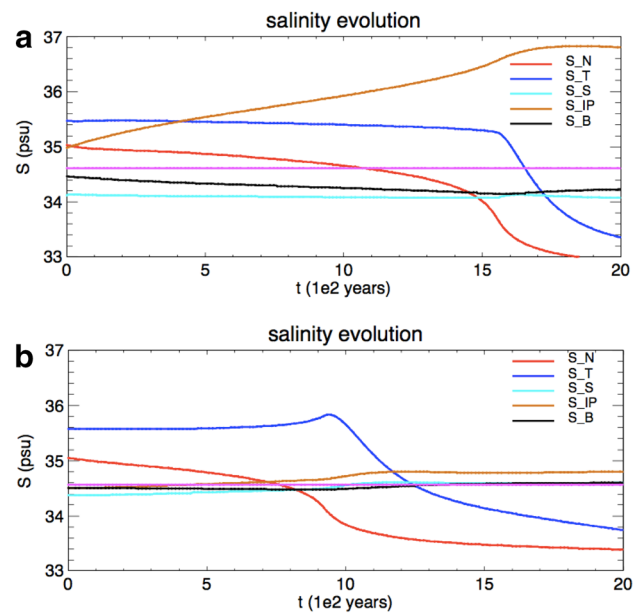 a
salinity evolution
37
36
35
34
33
S (psu)
S_N
S_T
S_S
S_IP
S_B
0 5 10 15 20
t (1e2 years)
b
salinity evolution
37
36
35
34
33
S (psu)
S_N
S_T
S_S
S_IP
S_B
0 5 10 15 20
t (1e2 years)